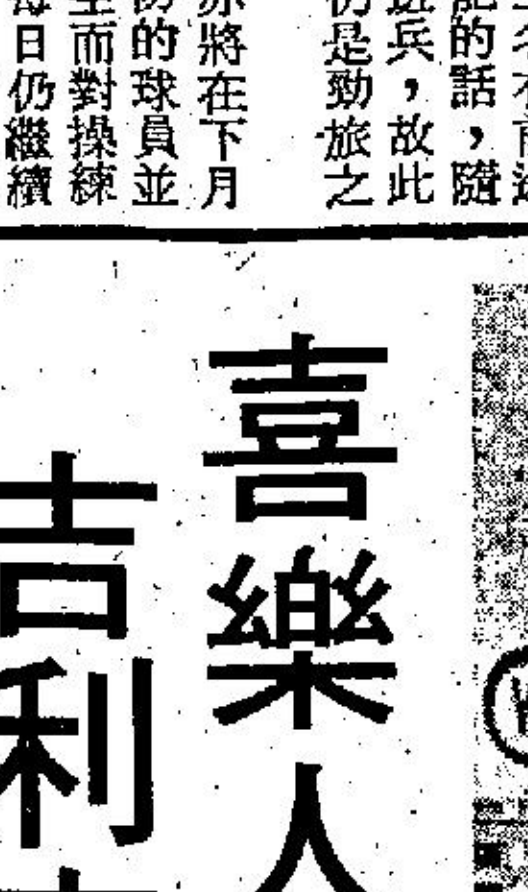 的話，隨
兵，故此
仍是勁旅之
亦將在下月
的球員並
而對操練
每日仍繼續
喜樂人
吉利